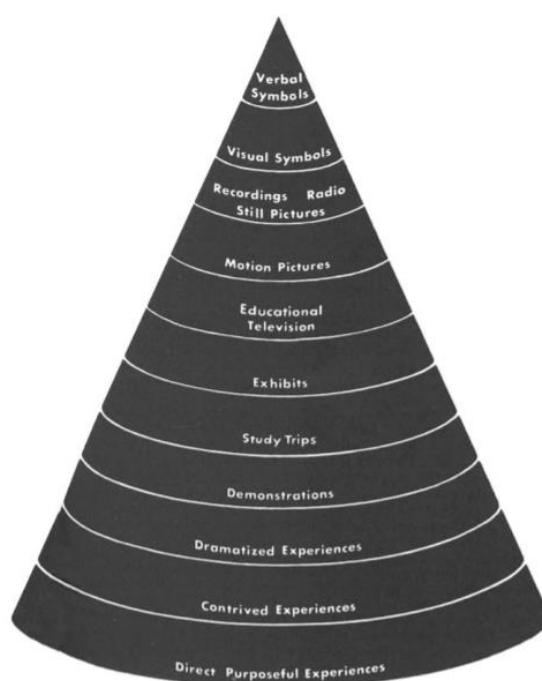 Verbal
Symbols
Visual Symbols
Recordings Radio
Still Pictures
Motion Pictures
Educational
Television
Exhibits
Study Trips
Demonstrations
Dramatized Experiences
Contrived Experiences
Direct Purposeful Experiences